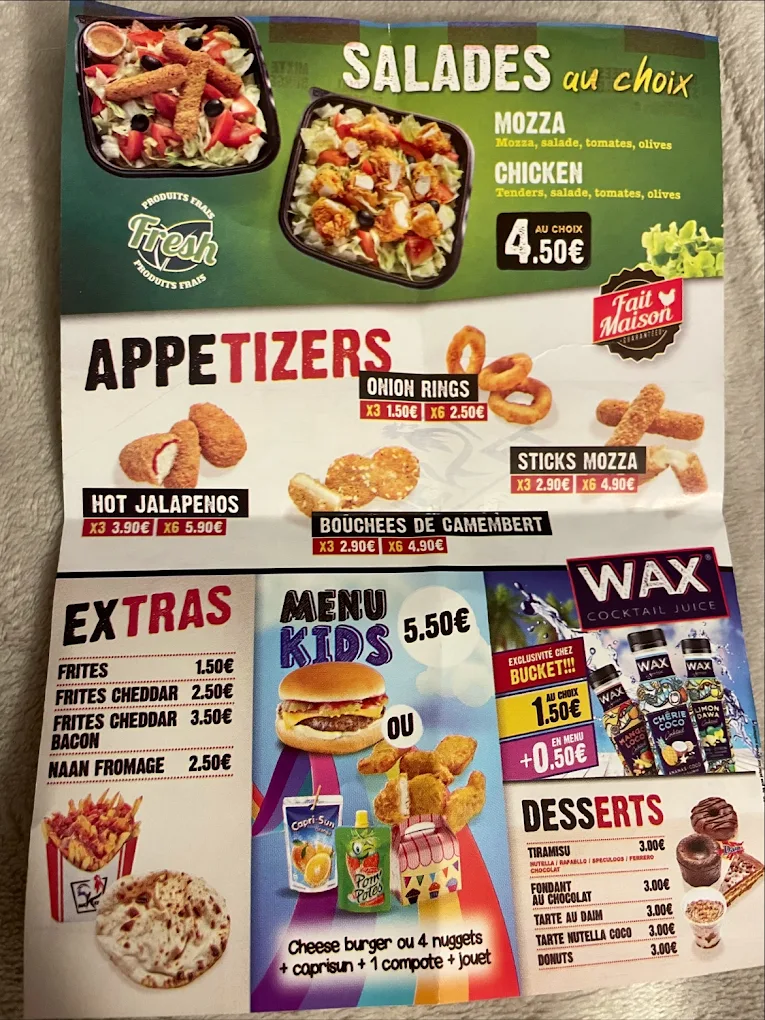 SALADES au choix
MOZZA
Mozza, salade, tomates, olives
CHICKEN
Tenders, salade, tomates, olives
AU CHOIX
4.50€
PRODUITS FRAIS
Fresh
PRODUITS FRAIS
Fait
Maison
GUARANTEED
APPETIZERS
ONION RINGS
X3 1.50€ X6 2.50€
STICKS MOZZA
X3 2.90€ X6 4.90€
HOT JALAPENOS
X3 3.90€ X6 5.90€
BOUCHEES DE CAMEMBERT
X3 2.90€ X6 4.90€
EXTRAS
FRITES 1.50€
FRITES CHEDDAR 2.50€
FRITES CHEDDAR 3.50€
BACON
NAAN FROMAGE 2.50€
MENU
KIDS
5.50€
OU
Capri-Sun
Pom'
Potes
Cheese burger ou 4 nuggets
+ caprisun + 1 compote + jouet
WAX®
COCKTAIL JUICE
EXCLUSIVITÉ CHEZ
BUCKET!!!
AU CHOIX
1.50€
EN MENU
+0.50€
WAX
MANGO
LOCO
WAX
CHÉRIE
COCO
WAX
LIMON
DAWA
DESSERTS
TIRAMISU 3.00€
NUTELLA / RAFAELLO / SPECULOOS / FERRERO
CHOCOLAT
FONDANT
AU CHOCOLAT 3.00€
TARTE AU DAIM 3.00€
TARTE NUTELLA COCO 3.00€
DONUTS 3.00€
Daim